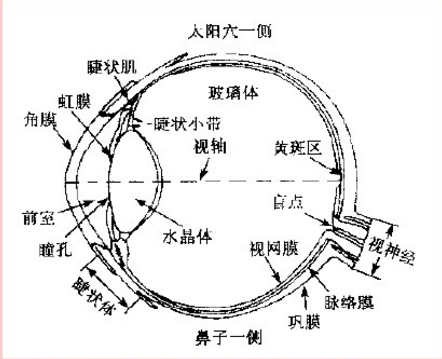 太阳穴一侧
睫状肌
虹膜
角膜
玻璃体
睫状小带
视轴
黄斑区
盲点
前室
瞳孔
水晶体
视网膜
视神经
睫状体
脉络膜
巩膜
鼻子一侧